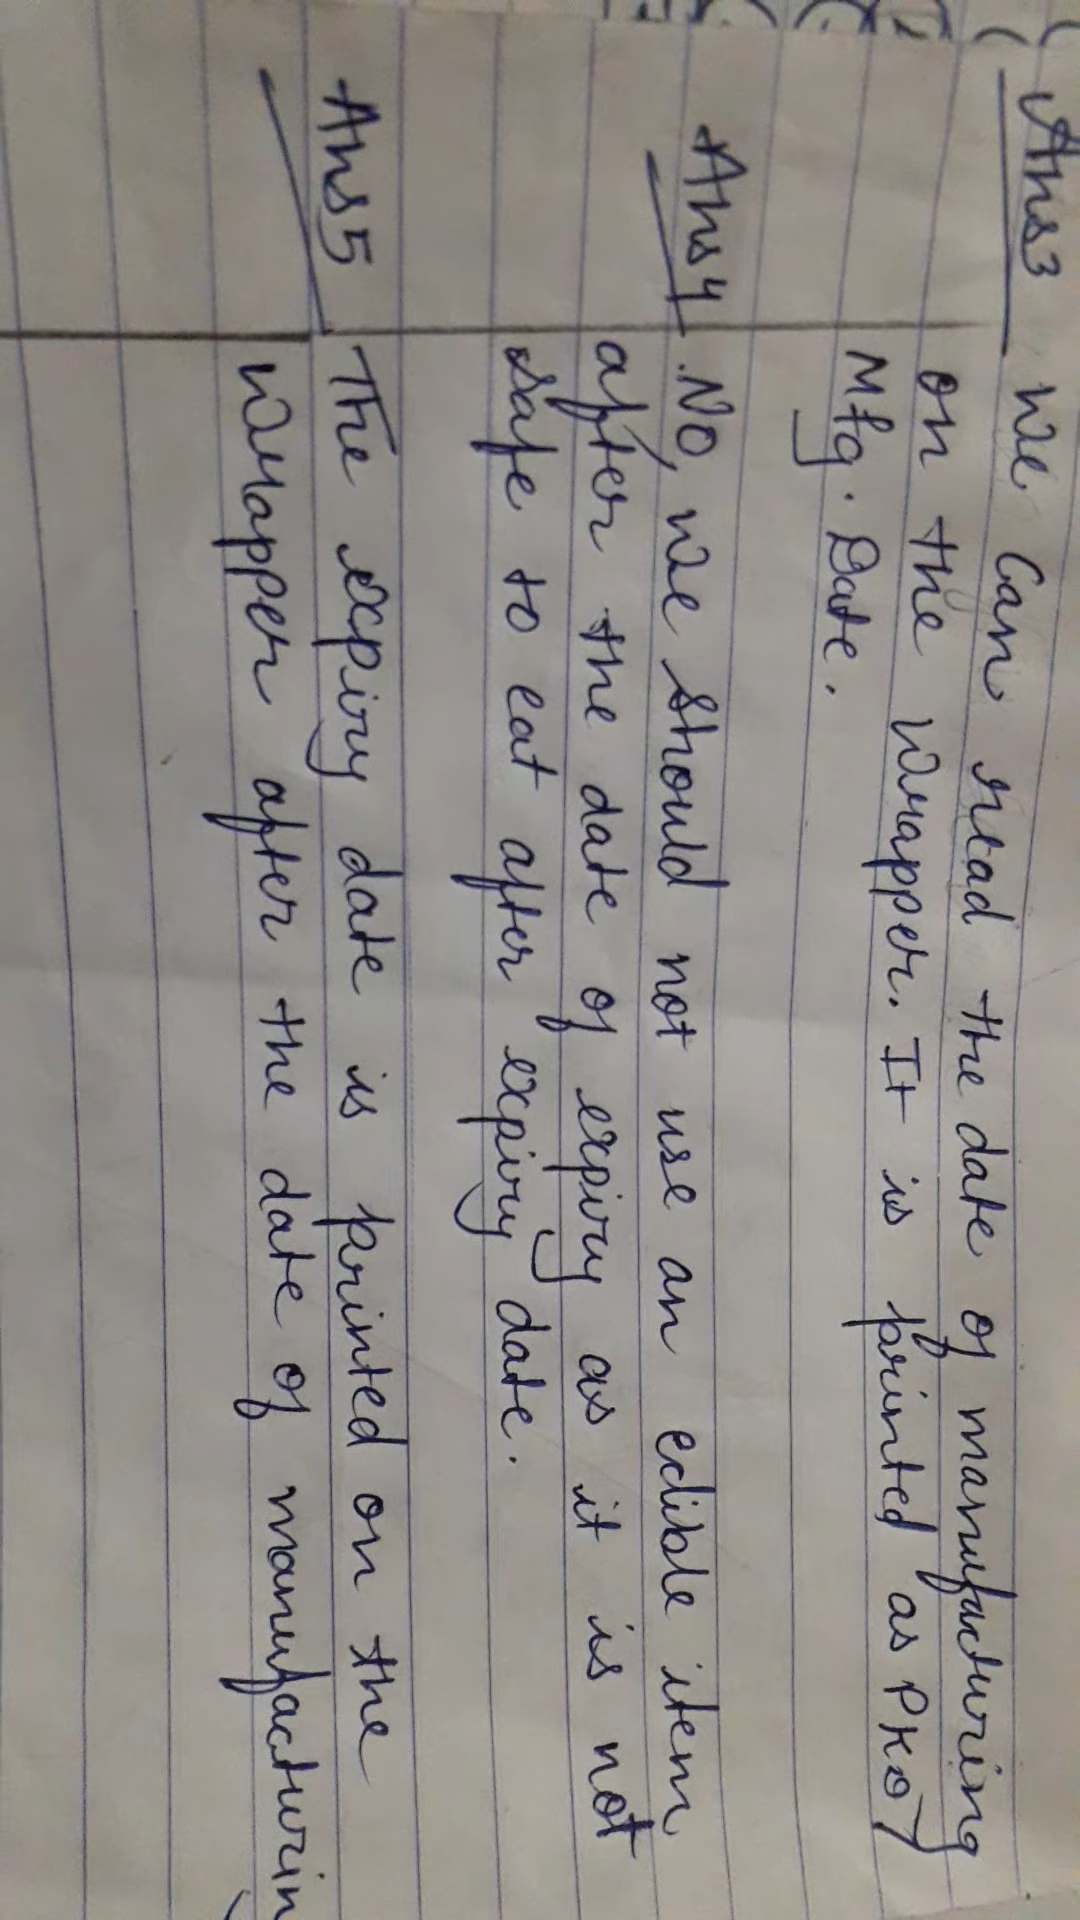 Ans3 We Can read the date of manufacturing
on the wrapper. It is printed as PKO/
Mfg. Date.
Ans4 .No, we should not use an edible item
after the date of expiry as it is not
safe to eat after expiry date.
Ans5 The expiry date is printed on the
wrapper after the date of manufacturing